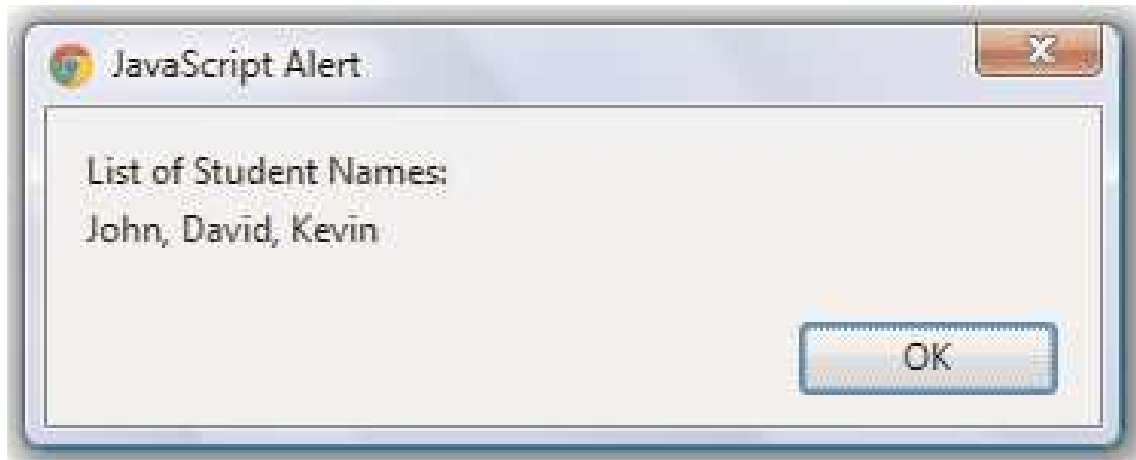 JavaScript Alert
List of Student Names:
John, David, Kevin
OK